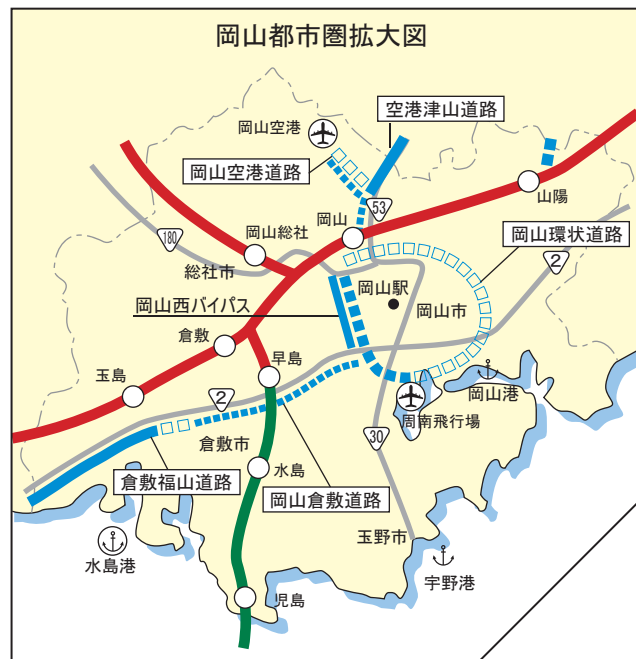 岡山都市圏拡大図
空港津山道路
岡山空港
岡山空港道路
山陽
53
岡山
岡山総社
180
岡山環状道路
総社市
2
岡山駅
岡山市
岡山西バイパス
倉敷
早島
玉島
岡山港
2
周南飛行場
30
倉敷市
水島
倉敷福山道路
岡山倉敷道路
玉野市
水島港
宇野港
児島